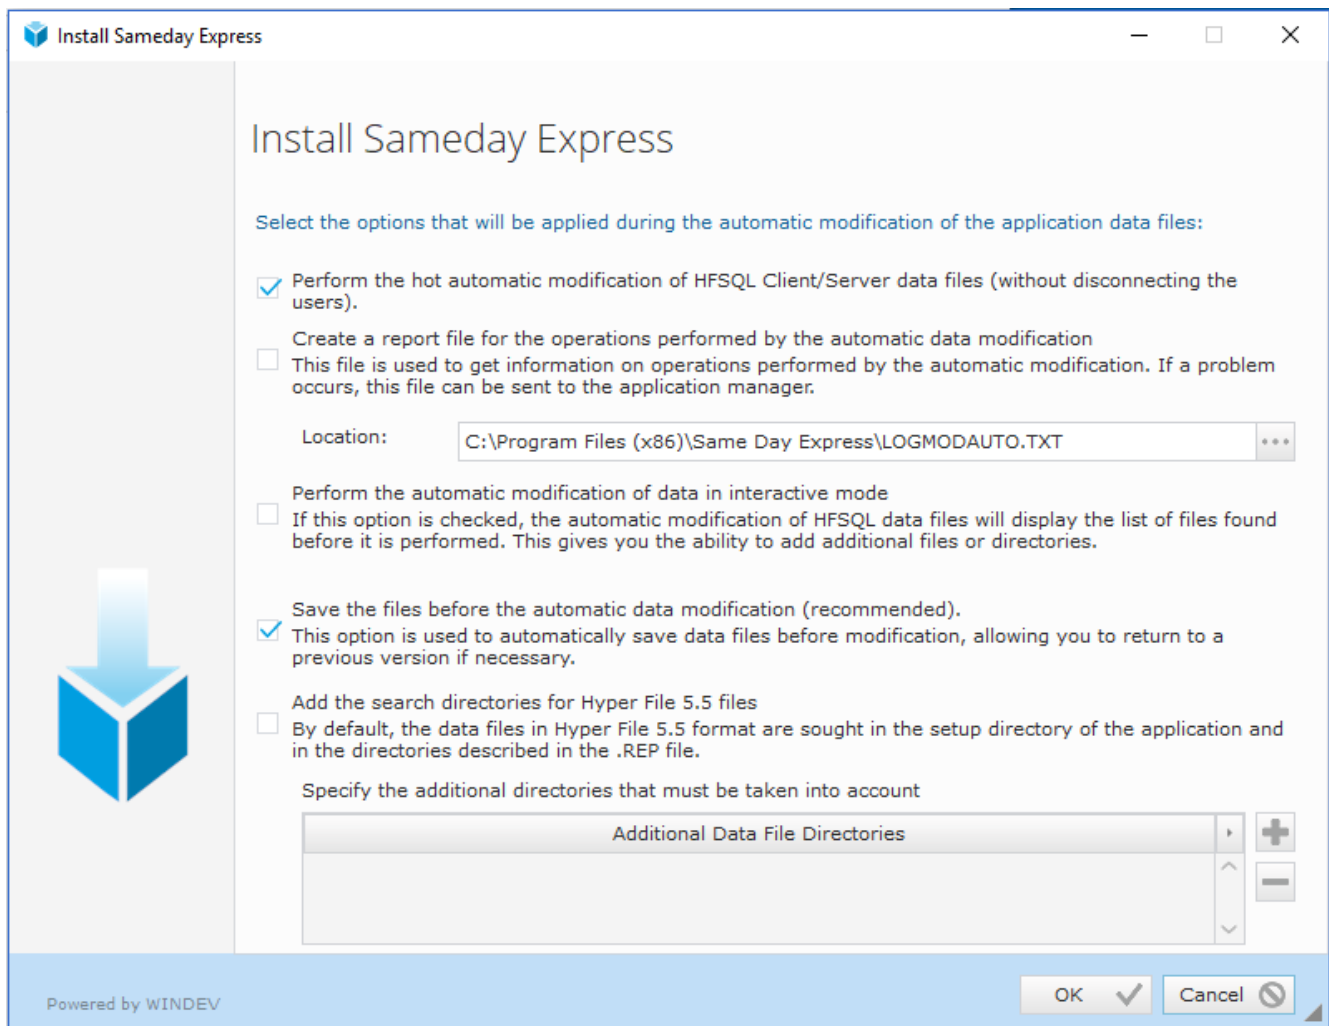 Install Sameday Express
Install Sameday Express
Select the options that will be applied during the automatic modification of the application data files:
Perform the hot automatic modification of HFSQL Client/Server data files (without disconnecting the
users).
Create a report file for the operations performed by the automatic data modification
This file is used to get information on operations performed by the automatic modification. If a problem
occurs, this file can be sent to the application manager.
Location:
C:\Program Files (x86)\Same Day Express\LOGMODAUTO.TXT
Perform the automatic modification of data in interactive mode
If this option is checked, the automatic modification of HFSQL data files will display the list of files found
before it is performed. This gives you the ability to add additional files or directories.
Save the files before the automatic data modification (recommended).
This option is used to automatically save data files before modification, allowing you to return to a
previous version if necessary.
Add the search directories for Hyper File 5.5 files
By default, the data files in Hyper File 5.5 format are sought in the setup directory of the application and
in the directories described in the .REP file.
Specify the additional directories that must be taken into account
Additional Data File Directories
OK
Cancel
Powered by WINDEV